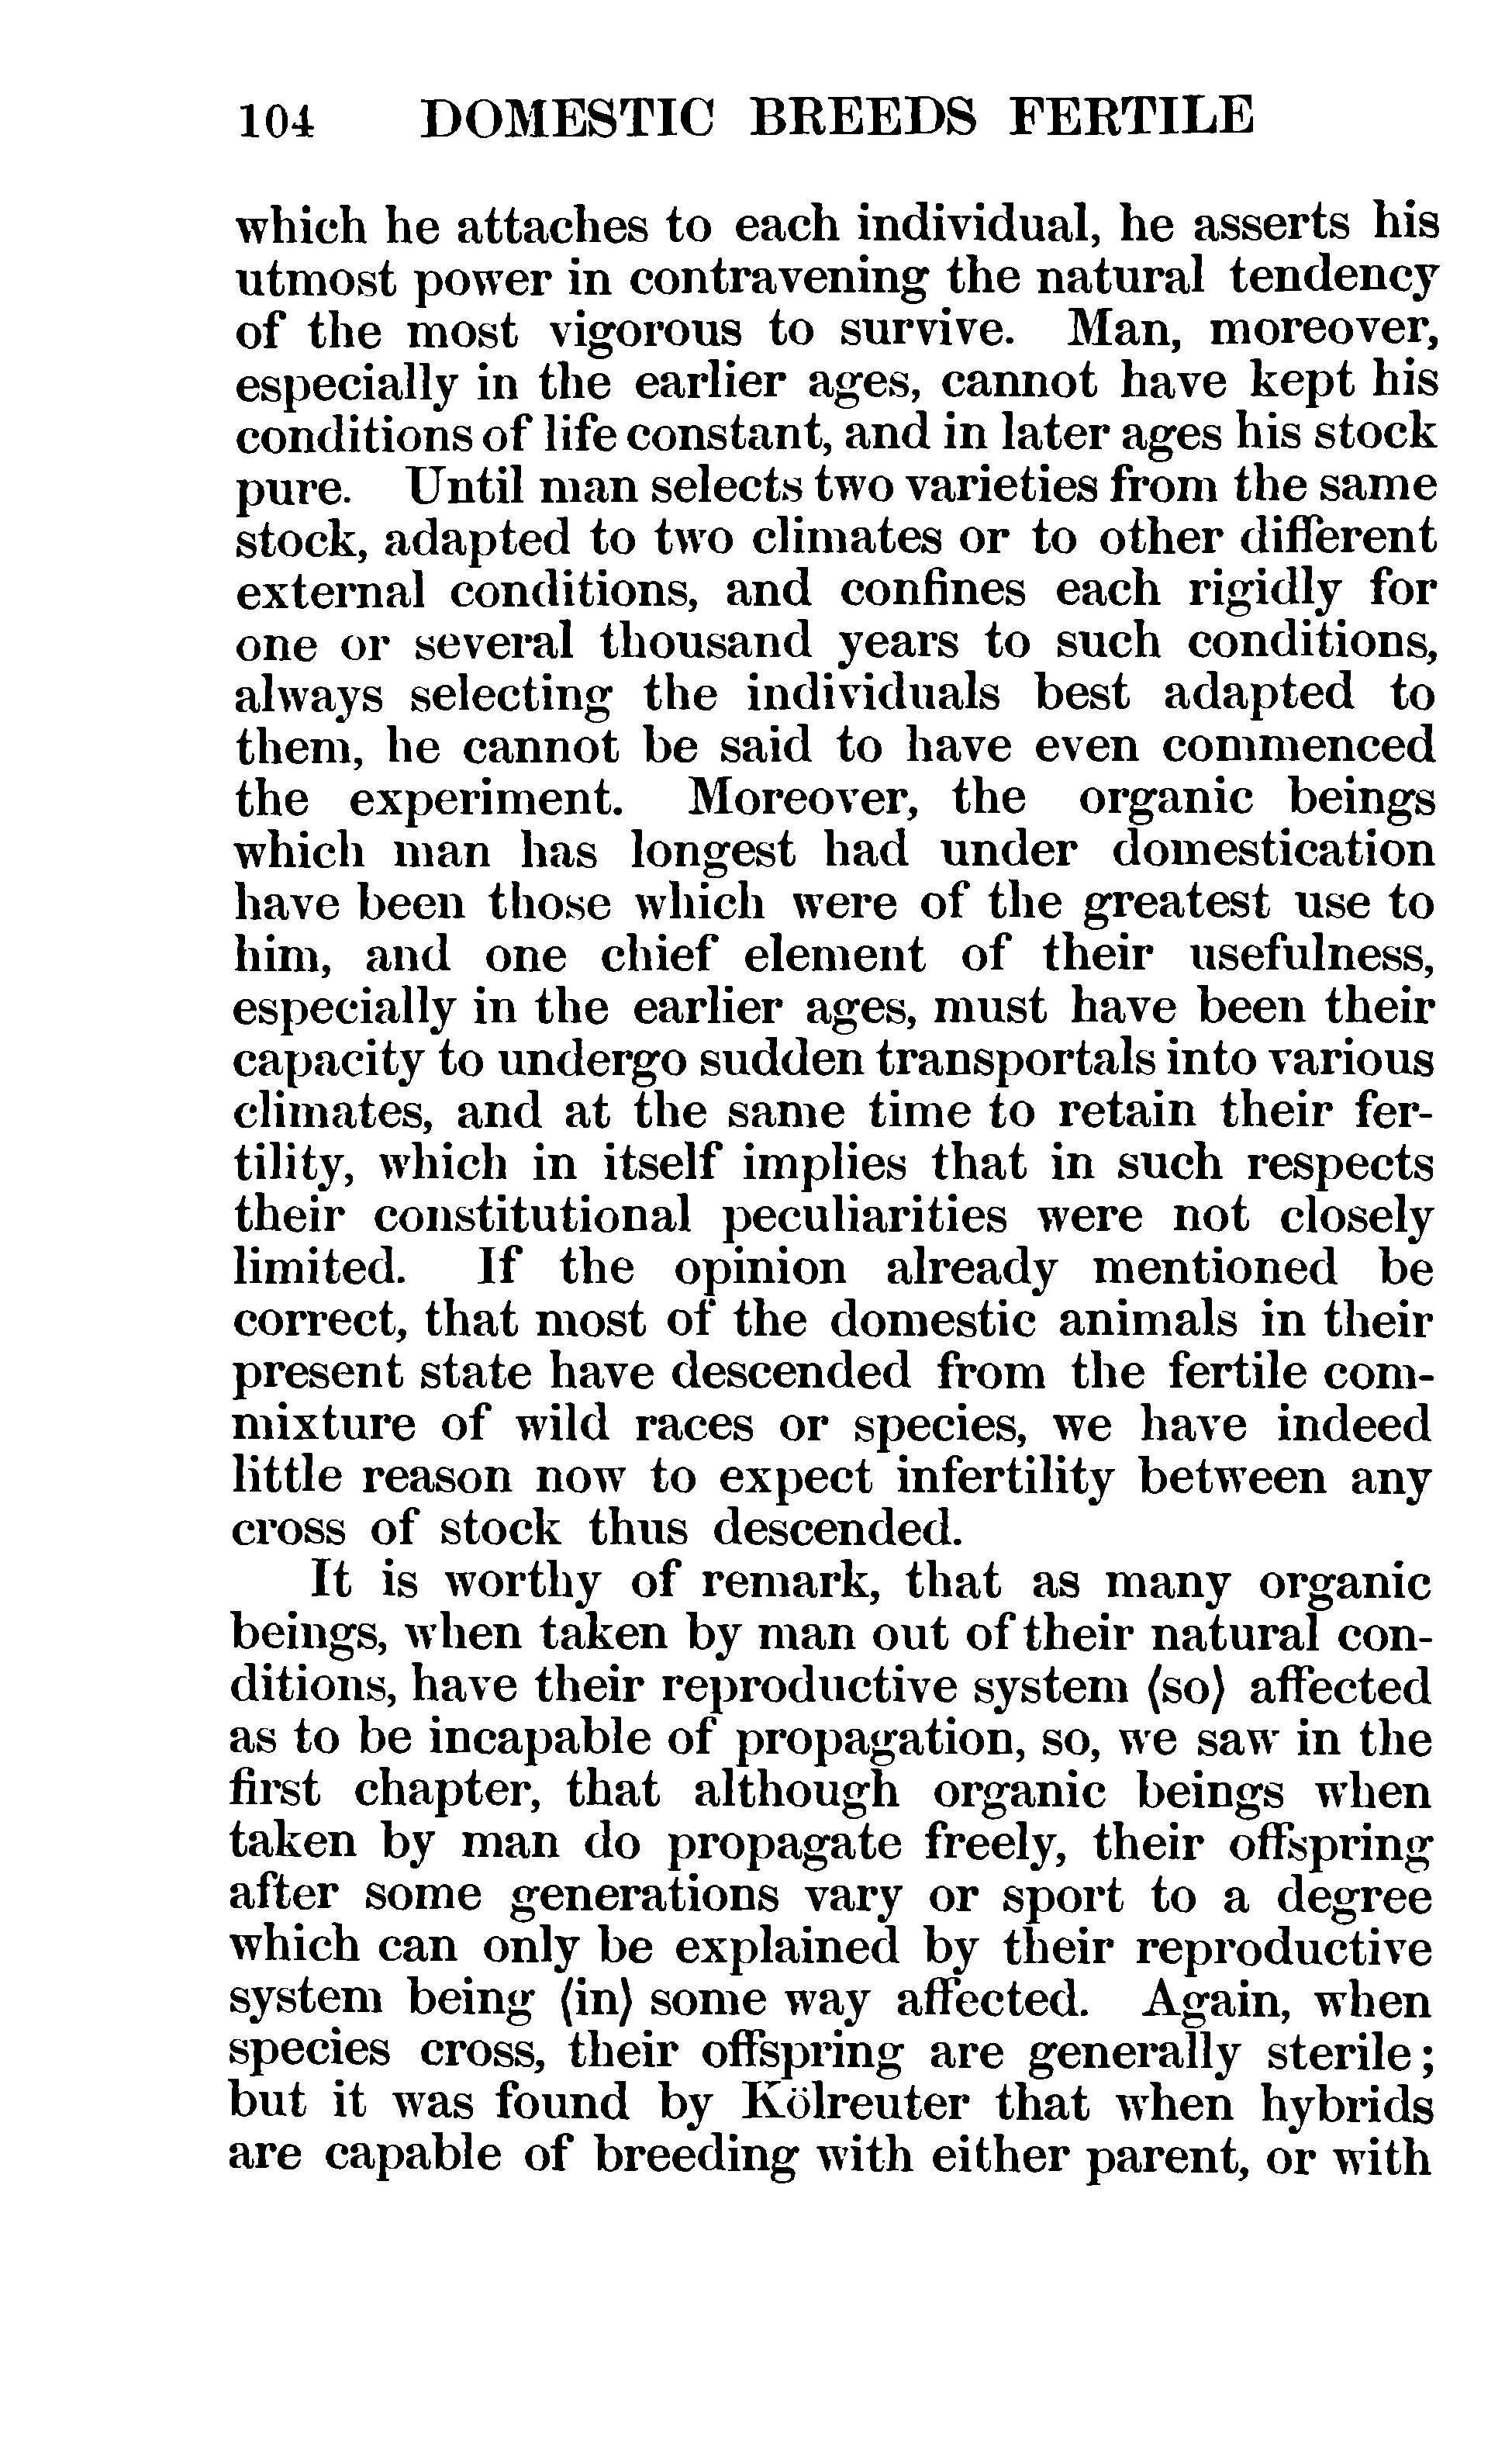 104 DOMESTIC BREEDS FERTILE
which he attaches to each individual, he asserts his
utmost power in contravening the natural tendency
of the most vigorous to survive. Man, moreover,
especially in the earlier ages, cannot have kept his
conditions of life constant, and in later ages his stock
pure. Until man selects two varieties from the same
stock, adapted to two climates or to other different
external conditions, and confines each rigidly for
one or several thousand years to such conditions,
always selecting the individuals best adapted to
them, he cannot be said to have even commenced
the experiment. Moreover, the organic beings
which man has longest had under domestication
have been those which were of the greatest use to
him, and one chief element of their usefulness,
especially in the earlier ages, must have been their
capacity to undergo sudden transportals into various
climates, and at the same time to retain their fer-
tility, which in itself implies that in such respects
their constitutional peculiarities were not closely
limited. If the opinion already mentioned be
correct, that most of the domestic animals in their
present state have descended from the fertile com-
mixture of wild races or species, we have indeed
little reason now to expect infertility between any
cross of stock thus descended.
It is worthy of remark, that as many organic
beings, when taken by man out of their natural con-
ditions, have their reproductive system ⟨so⟩ affected
as to be incapable of propagation, so, we saw in the
first chapter, that although organic beings when
taken by man do propagate freely, their offspring
after some generations vary or sport to a degree
which can only be explained by their reproductive
system being ⟨in⟩ some way affected. Again, when
species cross, their offspring are generally sterile;
but it was found by Kölreuter that when hybrids
are capable of breeding with either parent, or with